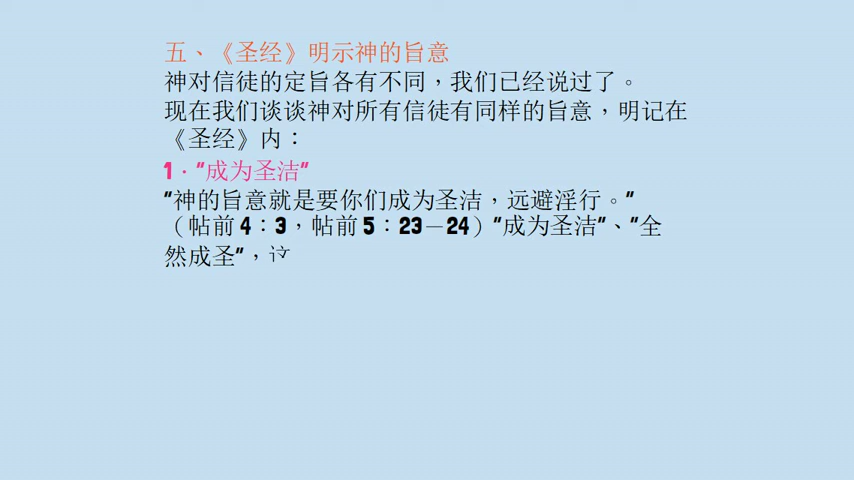 五、《圣经》明示神的旨意
神对信徒的定旨各有不同，我们已经说过了。
现在我们谈谈神对所有信徒有同样的旨意，明记在
《圣经》内：
1．"成为圣洁"
"神的旨意就是要你们成为圣洁，远避淫行。"
（帖前4：3，帖前5：23－24）"成为圣洁"、"全
然成圣"，